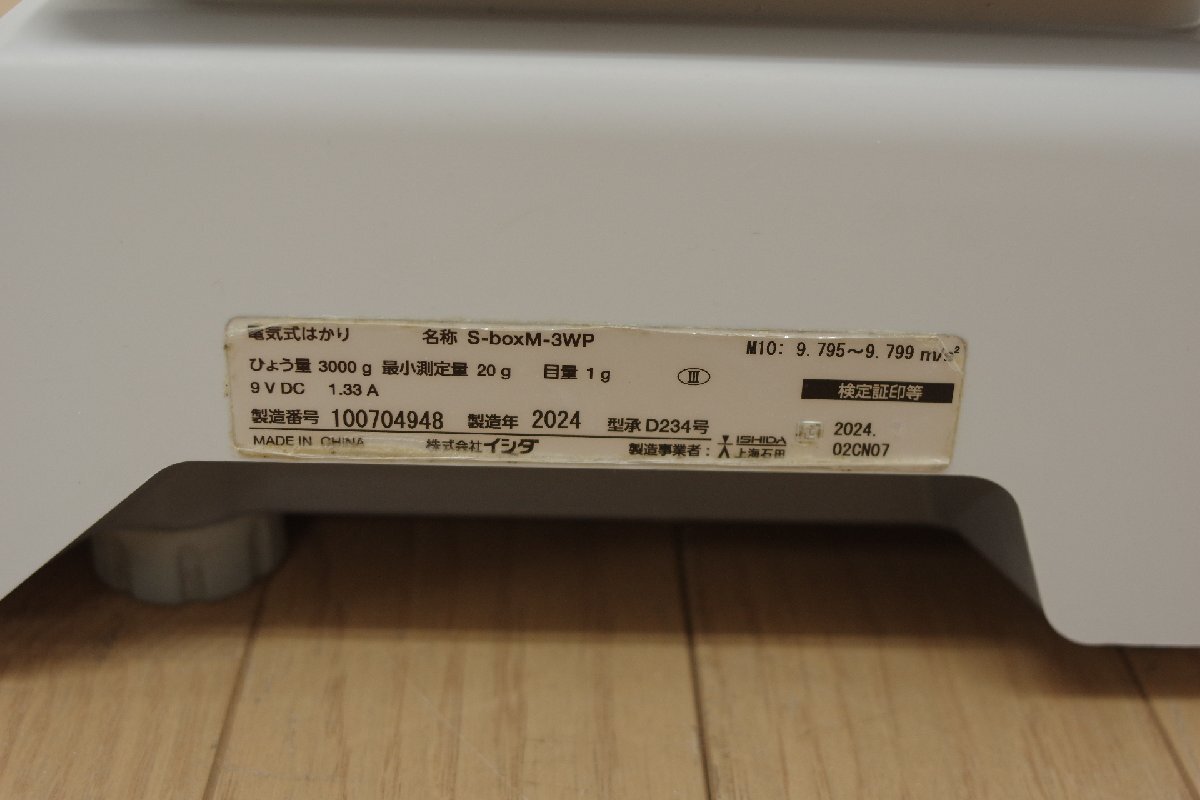 電気式はかり 名称 S-boxM-3WP M10: 9.795～9.799 m/s²
ひょう量 3000 g 最小測定量 20 g 目量 1 g Ⅲ
9 V DC 1.33 A 検定証印等
製造番号 100704948 製造年 2024 型承 D234号 2024.
MADE IN CHINA 株式会社イシダ 製造事業者: ISHIDA 上海石田 02CN07